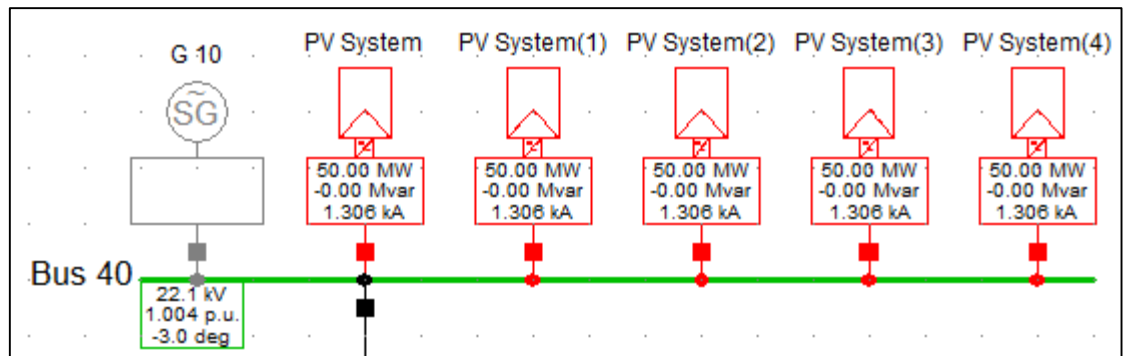 G 10
PV System
PV System(1)
PV System(2)
PV System(3)
PV System(4)
SG
50.00 MW
-0.00 Mvar
1.306 kA
50.00 MW
-0.00 Mvar
1.306 kA
50.00 MW
-0.00 Mvar
1.306 kA
50.00 MW
-0.00 Mvar
1.306 kA
50.00 MW
-0.00 Mvar
1.306 kA
Bus 40
22.1 kV
1.004 p.u.
-3.0 deg